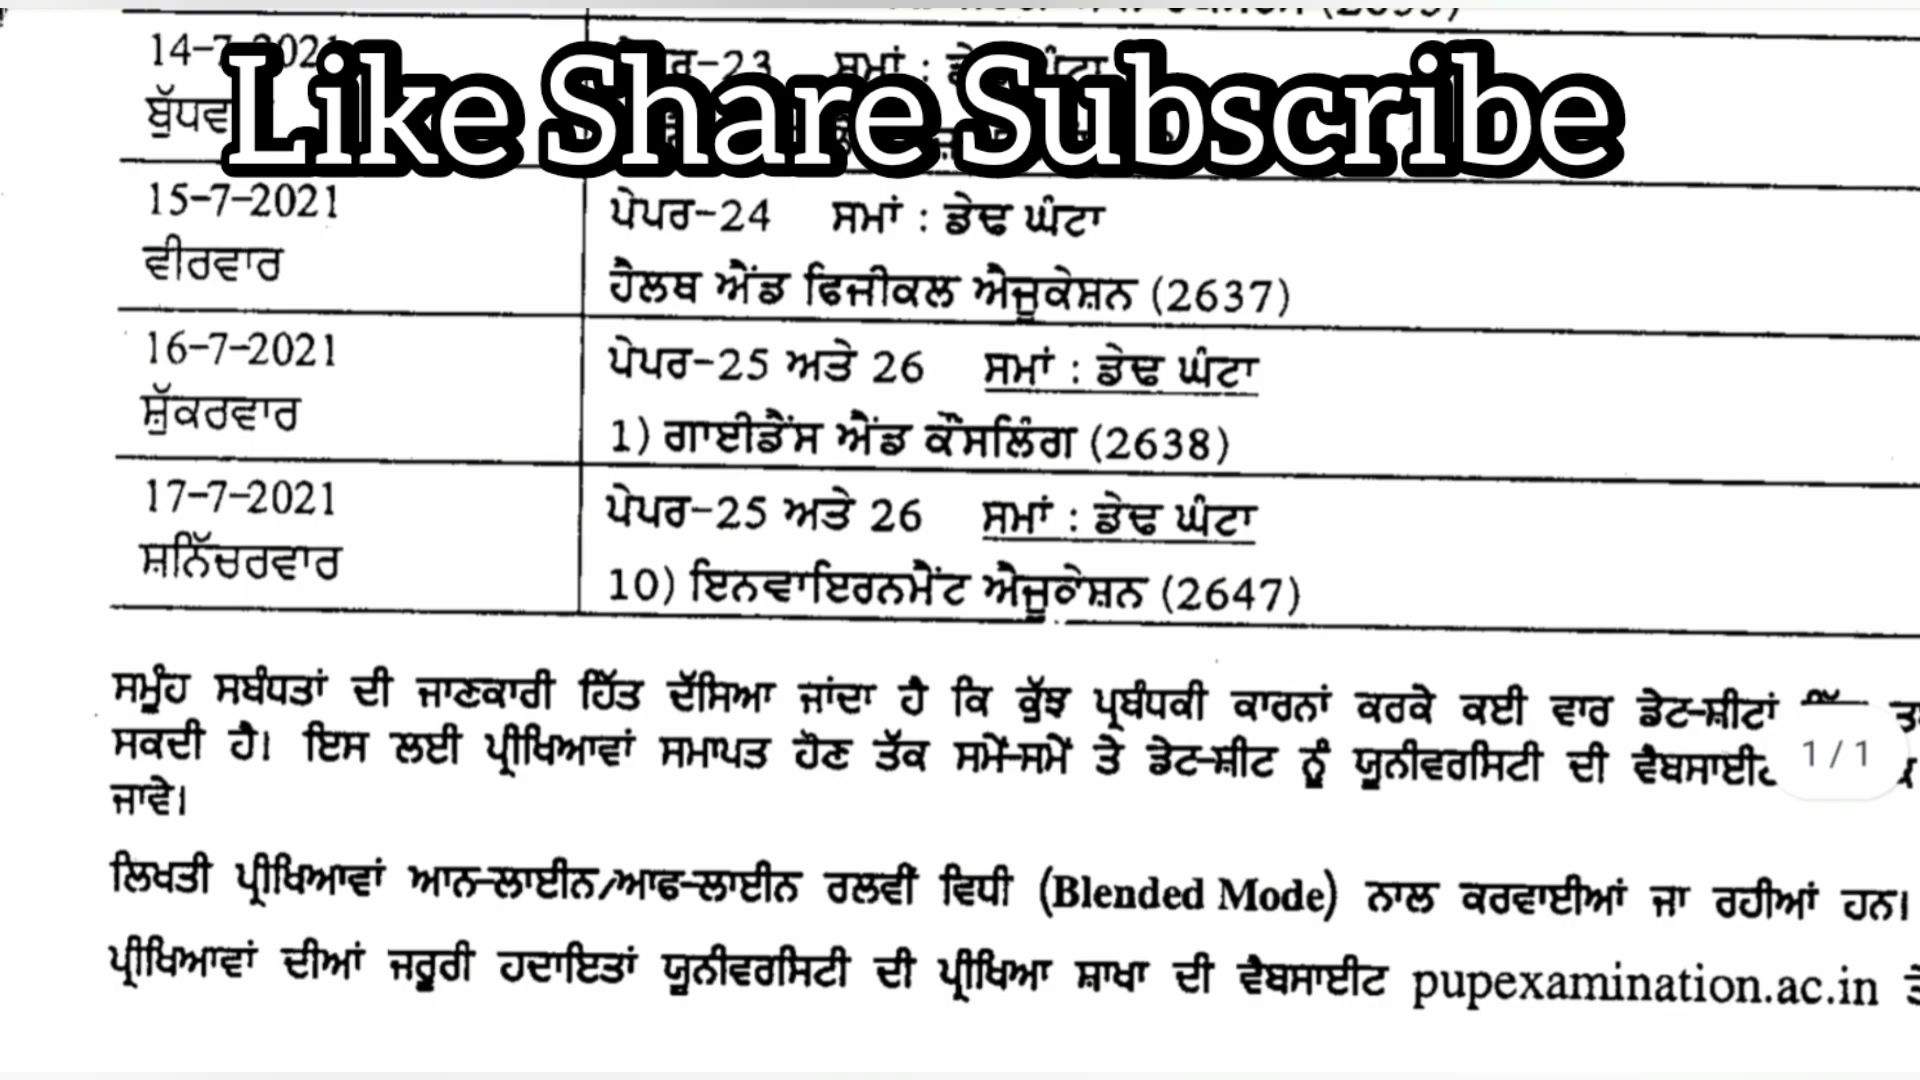 14-7-2021
Like Share Subscribe
15-7-2021
ਪੇਪਰ-24 ਸਮਾਂ : ਡੇਢ ਘੰਟਾ
ਵੀਰਵਾਰ
ਹੈਲਥ ਐਂਡ ਫਿਜੀਕਲ ਐਜੂਕੇਸ਼ਨ (2637)
16-7-2021
ਪੇਪਰ-25 ਅਤੇ 26 ਸਮਾਂ : ਡੇਢ ਘੰਟਾ
ਸ਼ੁੱਕਰਵਾਰ
1) ਗਾਈਡੈਂਸ ਐਂਡ ਕੌਂਸਲਿੰਗ (2638)
17-7-2021
ਪੇਪਰ-25 ਅਤੇ 26 ਸਮਾਂ : ਡੇਢ ਘੰਟਾ
ਸ਼ਨਿੱਚਰਵਾਰ
10) ਇਨਵਾਇਰਨਮੈਂਟ ਐਜੂਕੇਸ਼ਨ (2647)
ਸਮੂੰਹ ਸਬੰਧਤਾਂ ਦੀ ਜਾਣਕਾਰੀ ਹਿੱਤ ਦੱਸਿਆ ਜਾਂਦਾ ਹੈ ਕਿ ਕੁੱਝ ਪ੍ਰਬੰਧਕੀ ਕਾਰਨਾਂ ਕਰਕੇ ਕਈ ਵਾਰ ਡੇਟ-ਸ਼ੀਟਾਂ
ਸਕਦੀ ਹੈ। ਇਸ ਲਈ ਪ੍ਰੀਖਿਆਵਾਂ ਸਮਾਪਤ ਹੋਣ ਤੱਕ ਸਮੇਂ-ਸਮੇਂ ਤੇ ਡੇਟ-ਸ਼ੀਟ ਨੂੰ ਯੂਨੀਵਰਸਿਟੀ ਦੀ
1 / 1
ਜਾਵੇ।
ਲਿਖਤੀ ਪ੍ਰੀਖਿਆਵਾਂ ਆਨ-ਲਾਈਨ/ਆਫ-ਲਾਈਨ ਰਲਵੀਂ ਵਿਧੀ (Blended Mode) ਨਾਲ ਕਰਵਾਈਆਂ ਜਾ ਰਹੀਆਂ ਹਨ।
ਪ੍ਰੀਖਿਆਵਾਂ ਦੀਆਂ ਜਰੂਰੀ ਹਦਾਇਤਾਂ ਯੂਨੀਵਰਸਿਟੀ ਦੀ ਪ੍ਰੀਖਿਆ ਸ਼ਾਖਾ ਦੀ ਵੈਬਸਾਈਟ pupexamination.ac.in ਤੇ